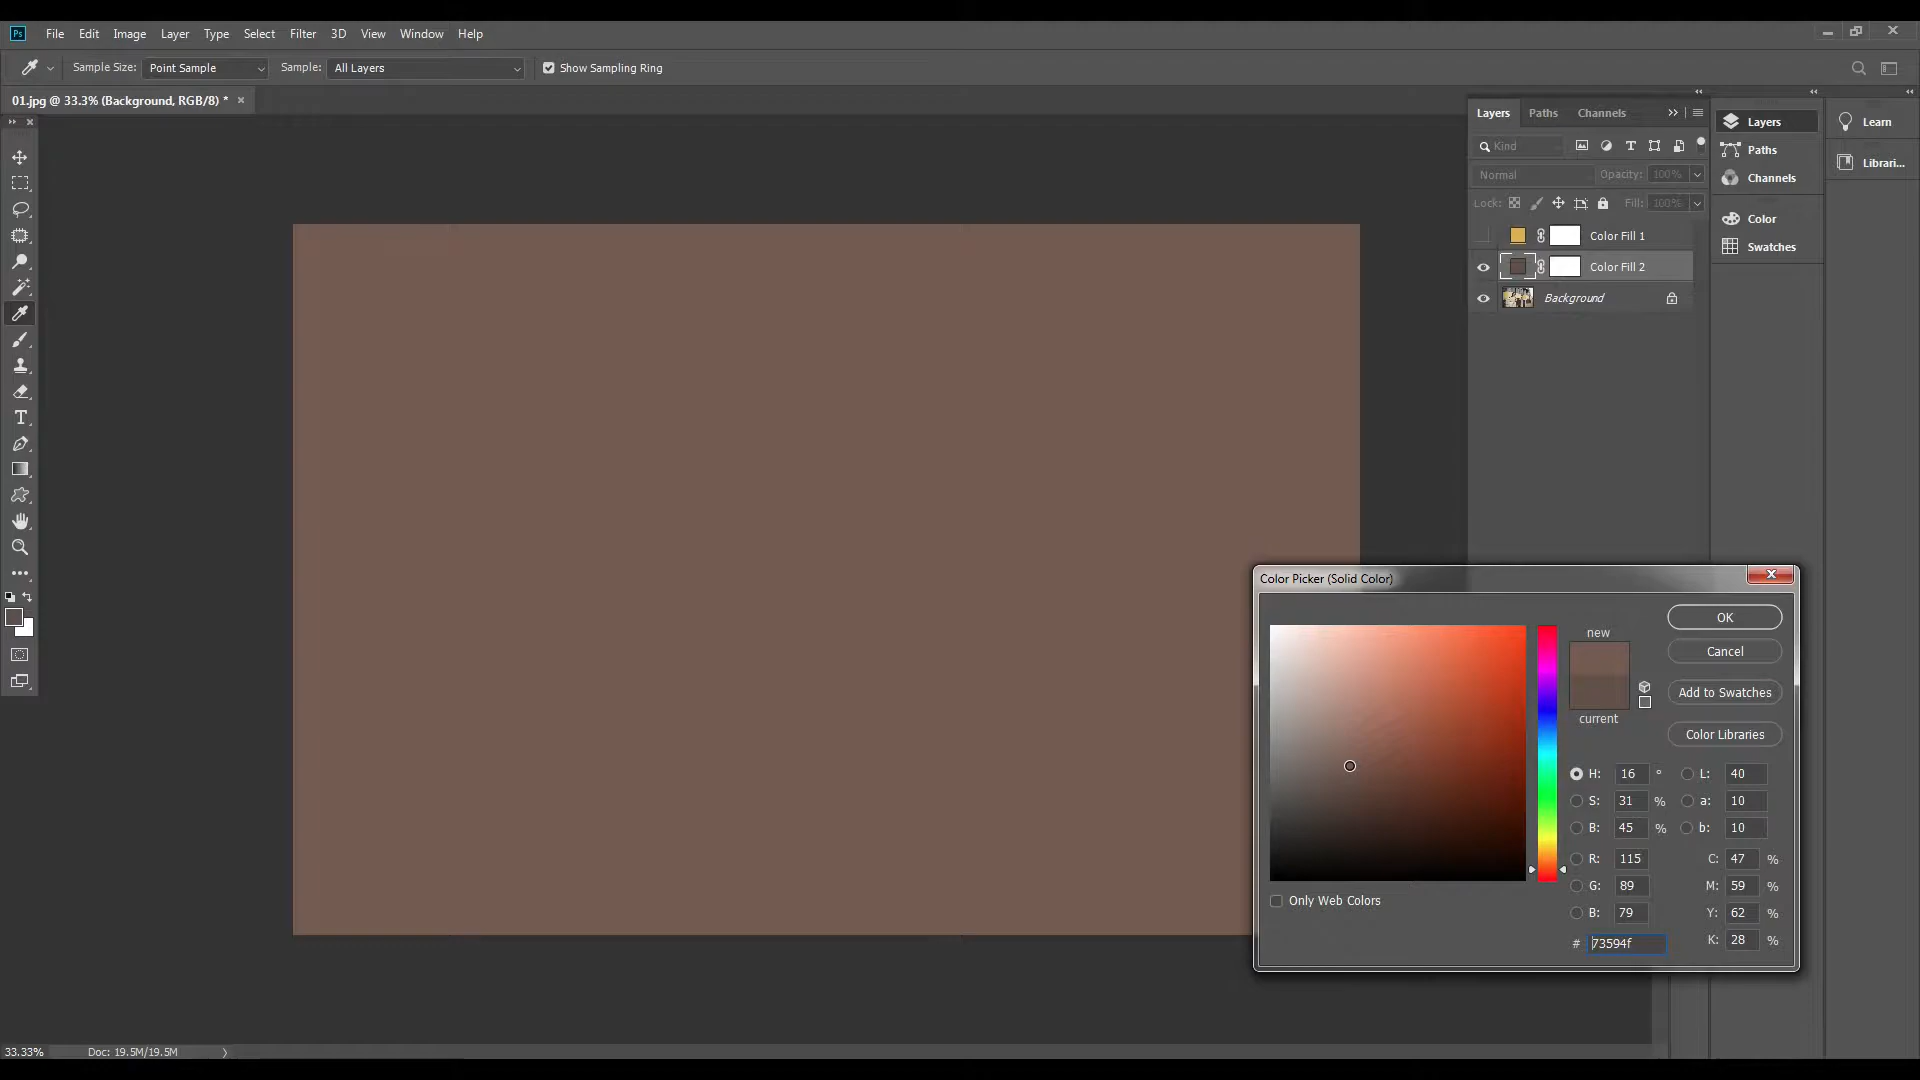 Ps File Edit Image Layer Type Select Filter 3D View Window Help
Sample Size: Point Sample Sample: All Layers Show Sampling Ring
01.jpg @ 33.3% (Background, RGB/8) *
Layers Paths Channels
Kind
Normal Opacity: 100%
Lock: Fill: 100%
Color Fill 1
Color Fill 2
Background
Layers
Paths
Channels
Color
Swatches
Learn
Librari...
Color Picker (Solid Color)
new
current
OK
Cancel
Add to Swatches
Color Libraries
H: 16 ° L: 40
S: 31 % a: 10
B: 45 % b: 10
R: 115 C: 47 %
G: 89 M: 59 %
B: 79 Y: 62 %
# 73594f K: 28 %
Only Web Colors
33.33% Doc: 19.5M/19.5M